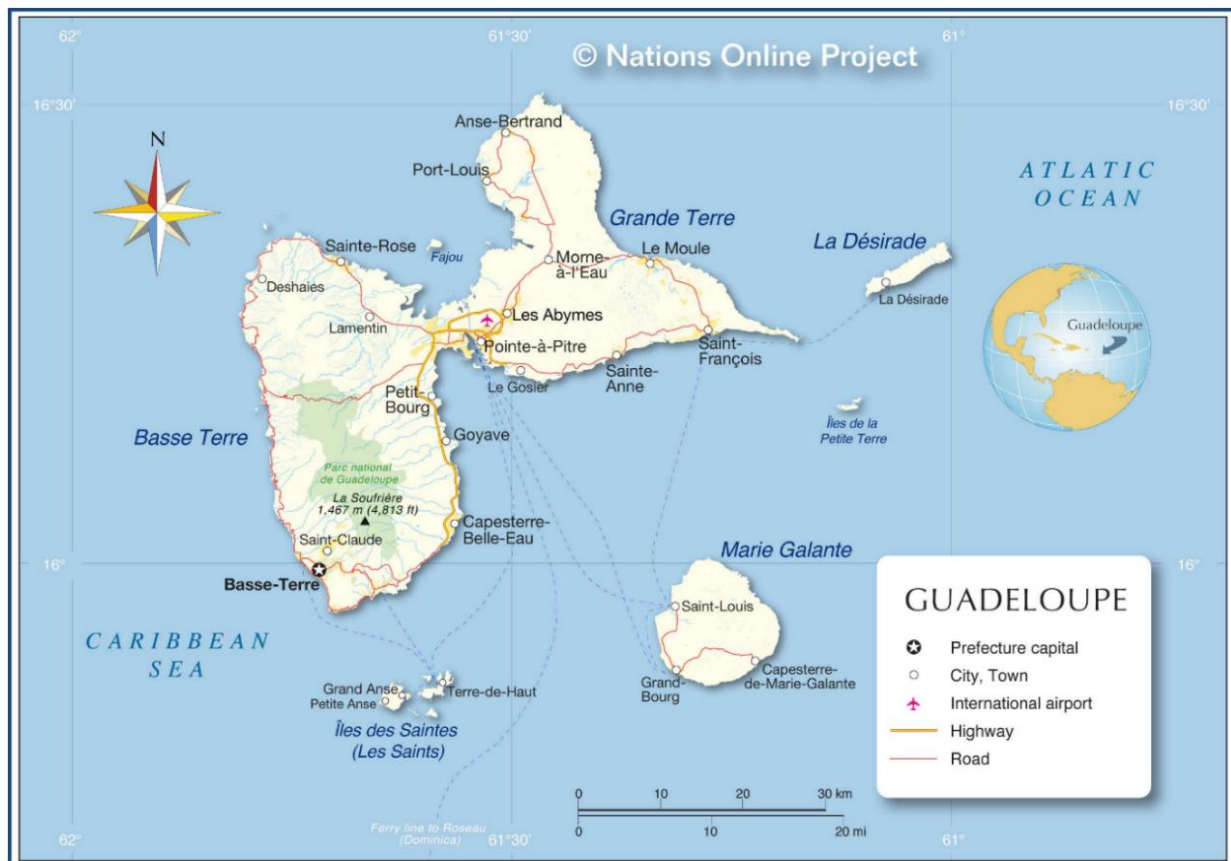 62°
61°30'
61°
© Nations Online Project
16°30'
16°30'
N
Anse-Bertrand
Port-Louis
ATLATIC
OCEAN
Grande Terre
La Désirade
Sainte-Rose
Fajou
Morne-
à-l'Eau
Le Moule
Deshaies
La Désirade
Lamentin
Les Abymes
Guadeloupe
Pointe-à-Pitre
Saint-
François
Le Gosier
Sainte-
Anne
Petit-
Bourg
Îles de la
Petite Terre
Basse Terre
Goyave
Parc national
de Guadeloupe
La Soufrière
1,467 m (4,813 ft)
Capesterre-
Belle-Eau
Saint-Claude
Marie Galante
16°
16°
Basse-Terre
Saint-Louis
CARIBBEAN
SEA
Grand-
Bourg
Capesterre-
de-Marie-Galante
Grand Anse
Petite Anse
Terre-de-Haut
Îles des Saintes
(Les Saints)
GUADELOUPE
Prefecture capital
City, Town
International airport
Highway
Road
0 10 20 30 km
0 10 20 mi
Ferry line to Roseau
(Dominica)
62°
61°30'
61°